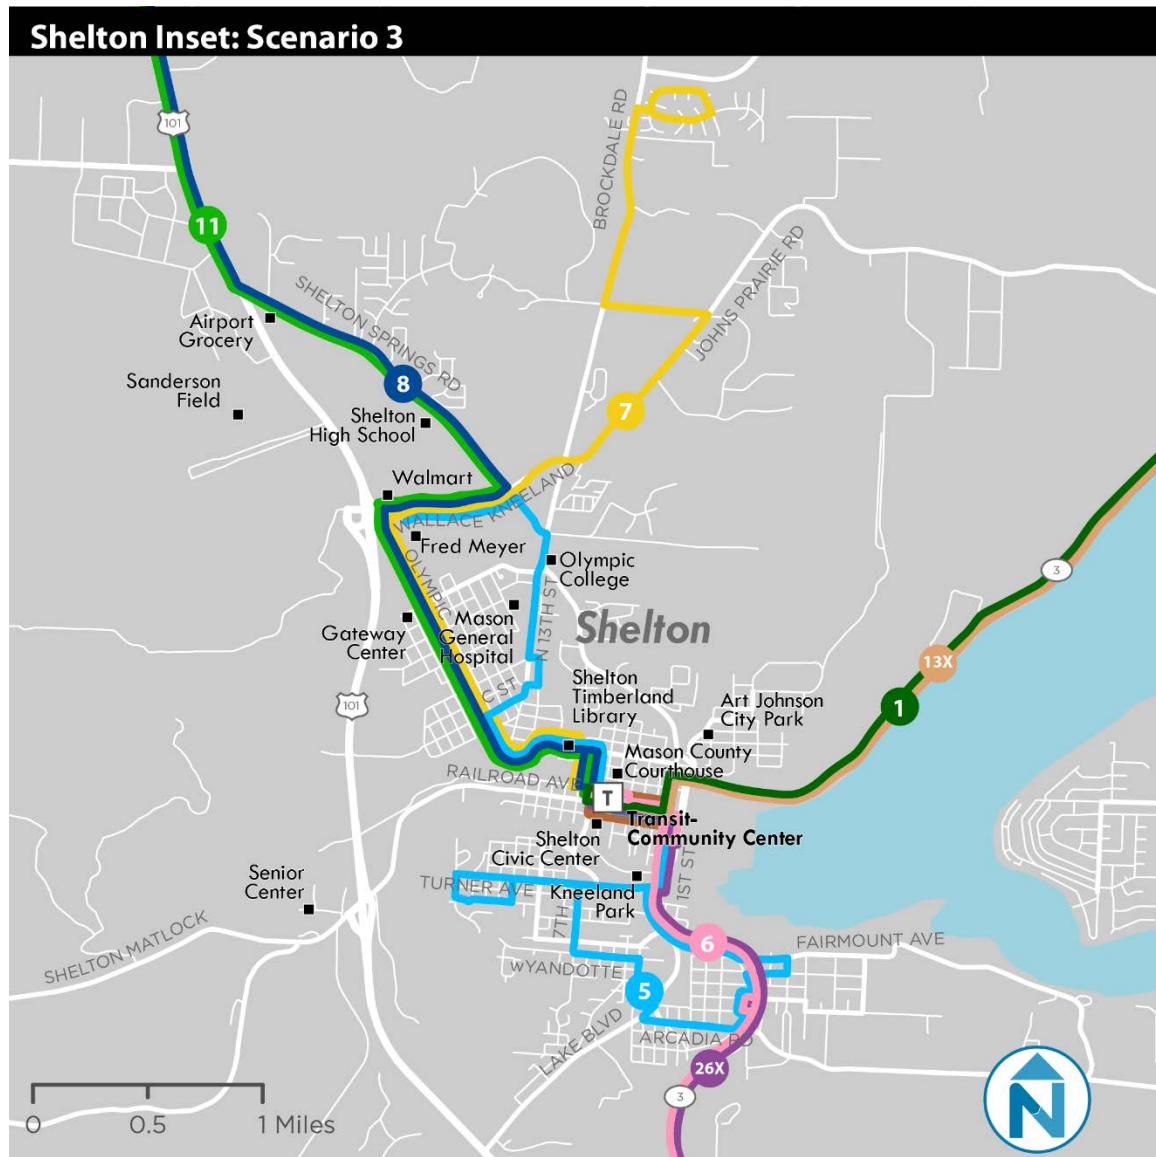 Shelton Inset: Scenario 3
101
11
BROCKDALE RD
JOHNS PRAIRIE RD
SHELTON SPRINGS RD
Airport
Grocery
8
Sanderson
Field
Shelton
High School
7
Walmart
WALLACE KNEELAND
Fred Meyer
OLYMPIC
Olympic
College
3
N 13TH ST
Mason
General
Hospital
Shelton
Gateway
Center
13X
C ST
Shelton
Timberland
Library
Art Johnson
City Park
1
101
Mason County
Courthouse
RAILROAD AVE
T
Transit-
Community Center
Shelton
Civic Center
1ST ST
Senior
Center
TURNER AVE
Kneeland
Park
7TH
SHELTON MATLOCK
6
FAIRMOUNT AVE
WYANDOTTE
5
LAKE BLVD
ARCADIA RD
26X
3
0 0.5 1 Miles
N